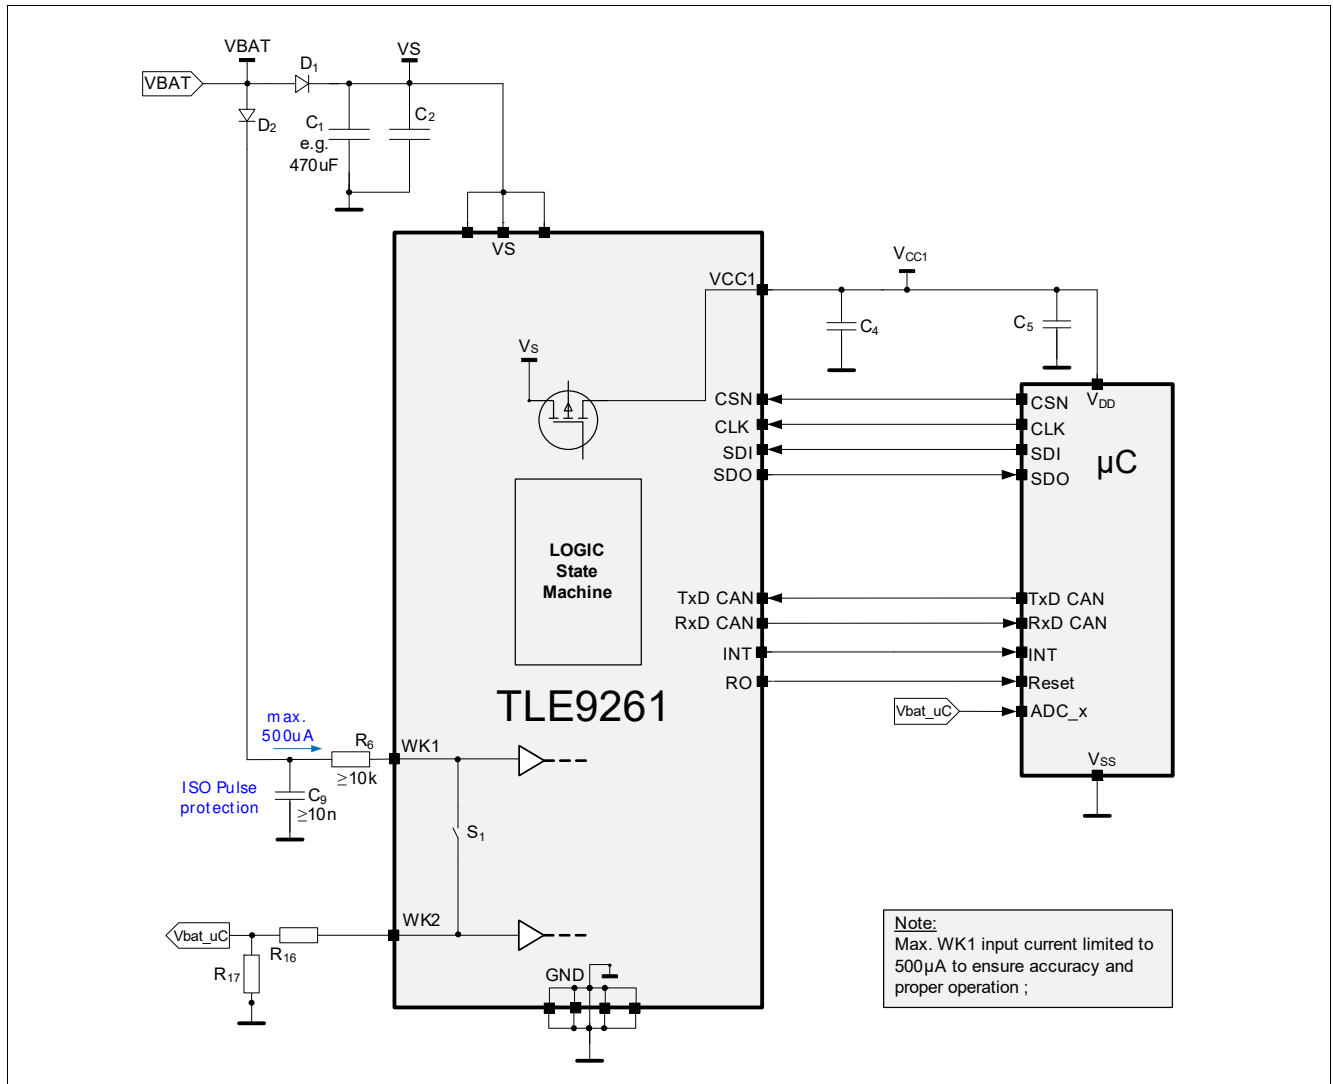 VBAT
VS
VBAT
D1
D2
C1
e.g.
470uF
C2
VS
VCC1
VCC1
C4
C5
VS
CSN
CLK
SDI
SDO
CSN
VDD
CLK
SDI
SDO
µC
LOGIC
State
Machine
TxD CAN
RxD CAN
INT
RO
TxD CAN
RxD CAN
INT
Reset
Vbat_uC
ADC_x
VSS
TLE9261
max.
500uA
R6
≥10k
WK1
ISO Pulse
protection
C9
≥10n
S1
WK2
Vbat_uC
R16
R17
GND
Note:
Max. WK1 input current limited to
500µA to ensure accuracy and
proper operation ;